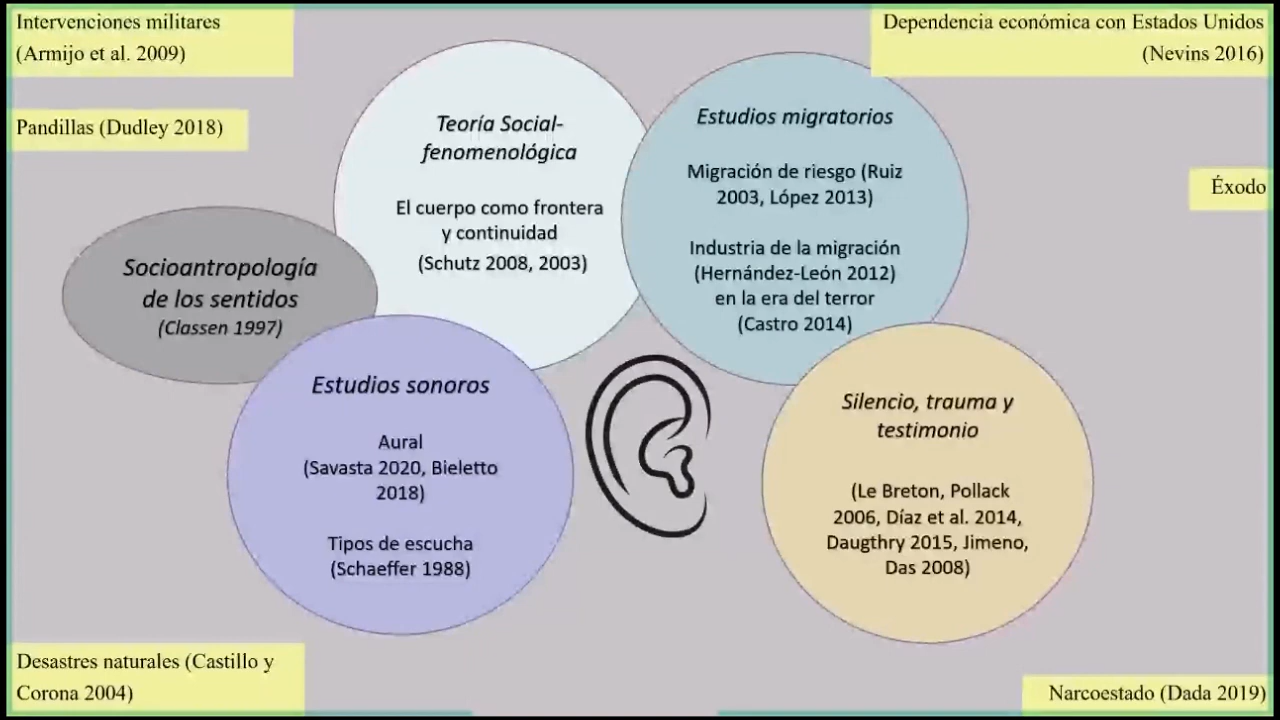 Intervenciones militares
(Armijo et al. 2009)
Dependencia económica con Estados Unidos
(Nevins 2016)
Pandillas (Dudley 2018)
Éxodo
Teoría Social-
fenomenológica
El cuerpo como frontera
y continuidad
(Schutz 2008, 2003)
Estudios migratorios
Migración de riesgo (Ruiz
2003, López 2013)
Industria de la migración
(Hernández-León 2012)
en la era del terror
(Castro 2014)
Socioantropología
de los sentidos
(Classen 1997)
Estudios sonoros
Aural
(Savasta 2020, Bieletto
2018)
Tipos de escucha
(Schaeffer 1988)
Silencio, trauma y
testimonio
(Le Breton, Pollack
2006, Díaz et al. 2014,
Daugthry 2015, Jimeno,
Das 2008)
Desastres naturales (Castillo y
Corona 2004)
Narcoestado (Dada 2019)